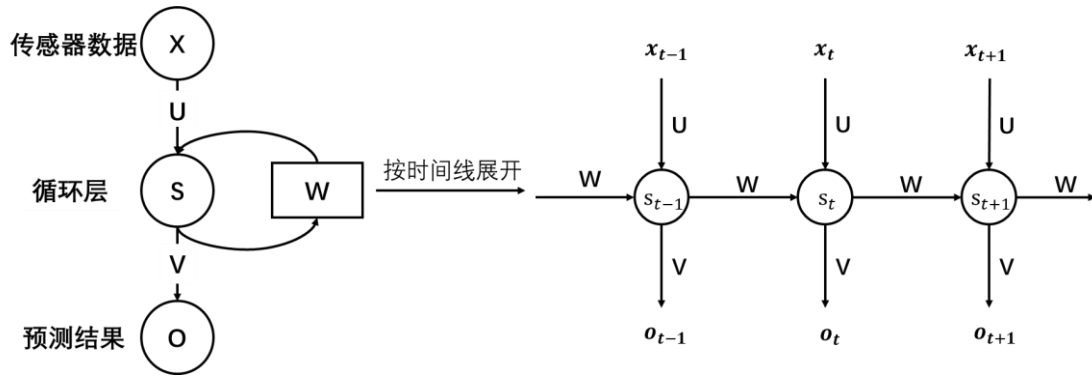 传感器数据
X
U
循环层
S
W
V
预测结果
O
按时间线展开
x_{t-1} x_t x_{t+1}
U U U
W W W W
s_{t-1} s_t s_{t+1}
V V V
o_{t-1} o_t o_{t+1}